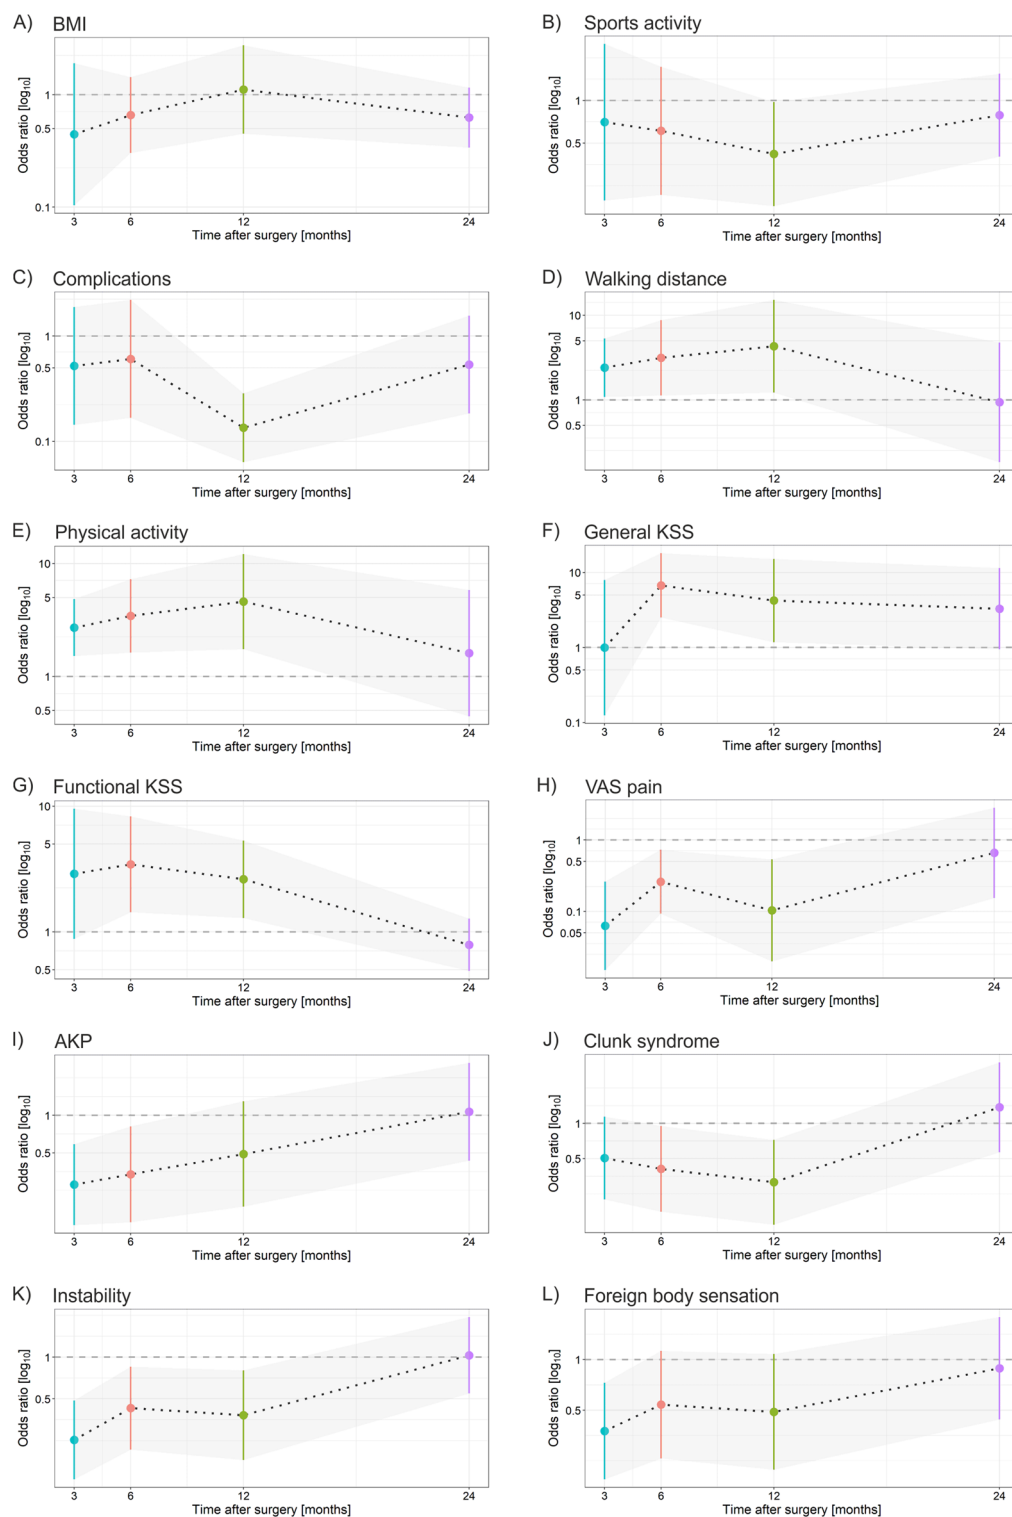 A) BMI
Odds ratio [log10]
1
0.5
0.1
3 6 12 24
Time after surgery [months]
B) Sports activity
Odds ratio [log10]
1
0.5
3 6 12 24
Time after surgery [months]
C) Complications
Odds ratio [log10]
1
0.5
0.1
3 6 12 24
Time after surgery [months]
D) Walking distance
Odds ratio [log10]
10
5
1
0.5
3 6 12 24
Time after surgery [months]
E) Physical activity
Odds ratio [log10]
10
5
1
0.5
3 6 12 24
Time after surgery [months]
F) General KSS
Odds ratio [log10]
10
5
1
0.5
0.1
3 6 12 24
Time after surgery [months]
G) Functional KSS
Odds ratio [log10]
10
5
1
0.5
3 6 12 24
Time after surgery [months]
H) VAS pain
Odds ratio [log10]
1
0.5
0.1
0.05
3 6 12 24
Time after surgery [months]
I) AKP
Odds ratio [log10]
1
0.5
3 6 12 24
Time after surgery [months]
J) Clunk syndrome
Odds ratio [log10]
1
0.5
3 6 12 24
Time after surgery [months]
K) Instability
Odds ratio [log10]
1
0.5
3 6 12 24
Time after surgery [months]
L) Foreign body sensation
Odds ratio [log10]
1
0.5
3 6 12 24
Time after surgery [months]